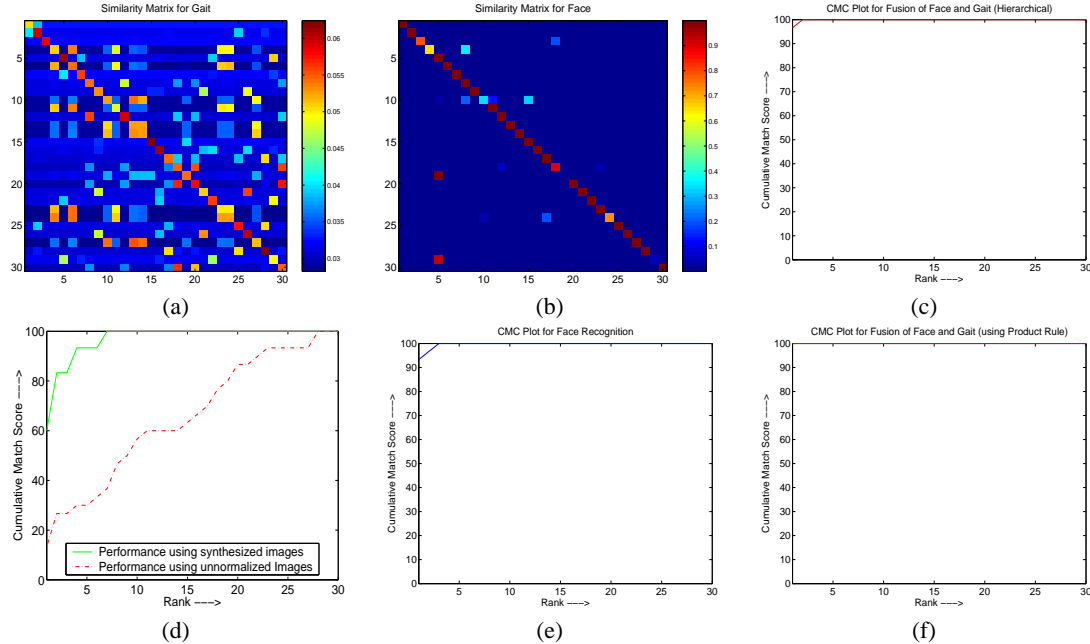 Similarity Matrix for Gait
5
10
15
20
25
30
5 10 15 20 25 30
0.06
0.055
0.05
0.045
0.04
0.035
0.03
(a)
Similarity Matrix for Face
5
10
15
20
25
30
5 10 15 20 25 30
0.9
0.8
0.7
0.6
0.5
0.4
0.3
0.2
0.1
(b)
CMC Plot for Fusion of Face and Gait (Hierarchical)
Cumulative Match Score ---->
100
90
80
70
60
50
40
30
20
10
0
5 10 15 20 25 30
Rank ---->
(c)
Cumulative Match Score ---->
100
80
60
40
20
0
Performance using synthesized images
Performance using unnormalized Images
5 10 15 20 25 30
Rank ---->
(d)
CMC Plot for Face Recognition
Cumulative Match Score ---->
100
90
80
70
60
50
40
30
20
10
0
5 10 15 20 25 30
Rank ---->
(e)
CMC Plot for Fusion of Face and Gait (using Product Rule)
Cumulative Match Score ---->
100
90
80
70
60
50
40
30
20
10
0
5 10 15 20 25 30
Rank ---->
(f)